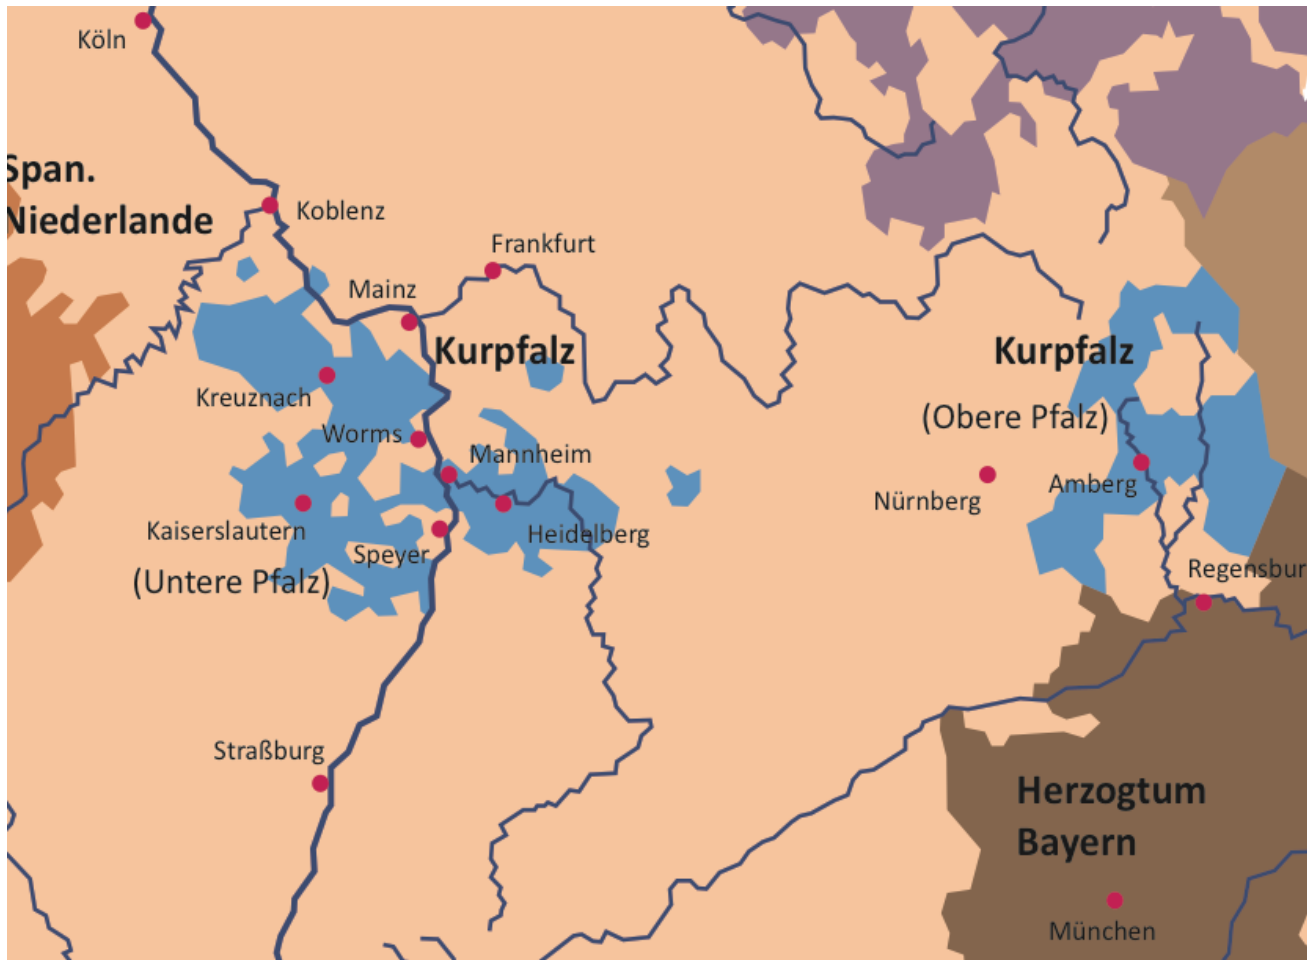 Köln
Span.
Niederlande
Koblenz
Frankfurt
Mainz
Kurpfalz
Kurpfalz
Kreuznach
(Obere Pfalz)
Worms
Mannheim
Nürnberg
Amberg
Kaiserslautern
Speyer
Heidelberg
(Untere Pfalz)
Regensbur
Straßburg
Herzogtum
Bayern
München